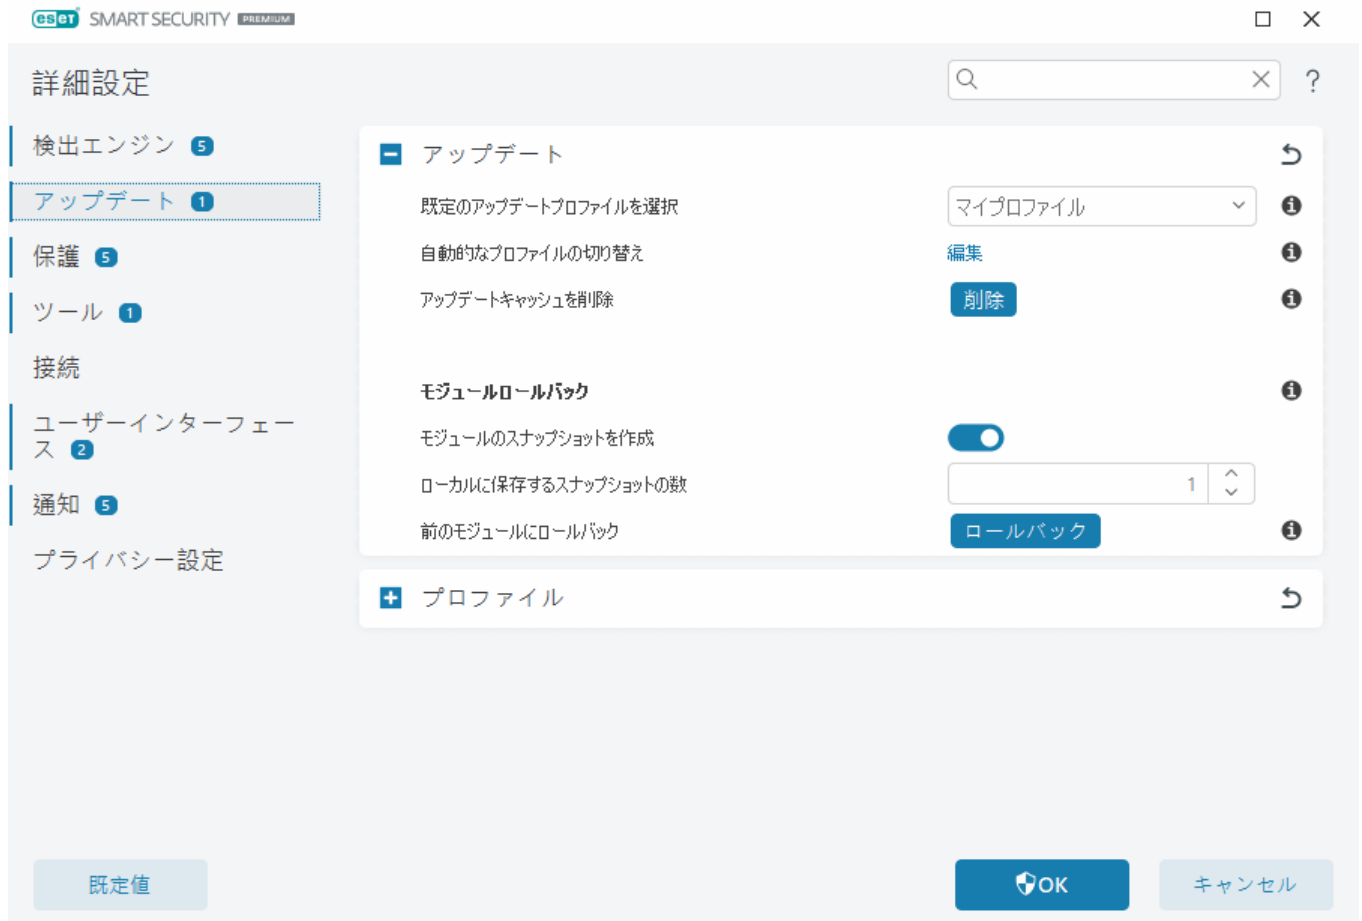 eset SMART SECURITY PREMIUM
詳細設定
?
検出エンジン 5
アップデート 1
保護 5
ツール 1
接続
ユーザーインターフェー
ス 2
通知 5
プライバシー設定
アップデート
既定のアップデートプロファイルを選択 マイプロファイル
自動的なプロファイルの切り替え 編集
アップデートキャッシュを削除 削除
モジュールロールバック
モジュールのスナップショットを作成
ローカルに保存するスナップショットの数 1
前のモジュールにロールバック ロールバック
プロファイル
既定値
OK
キャンセル